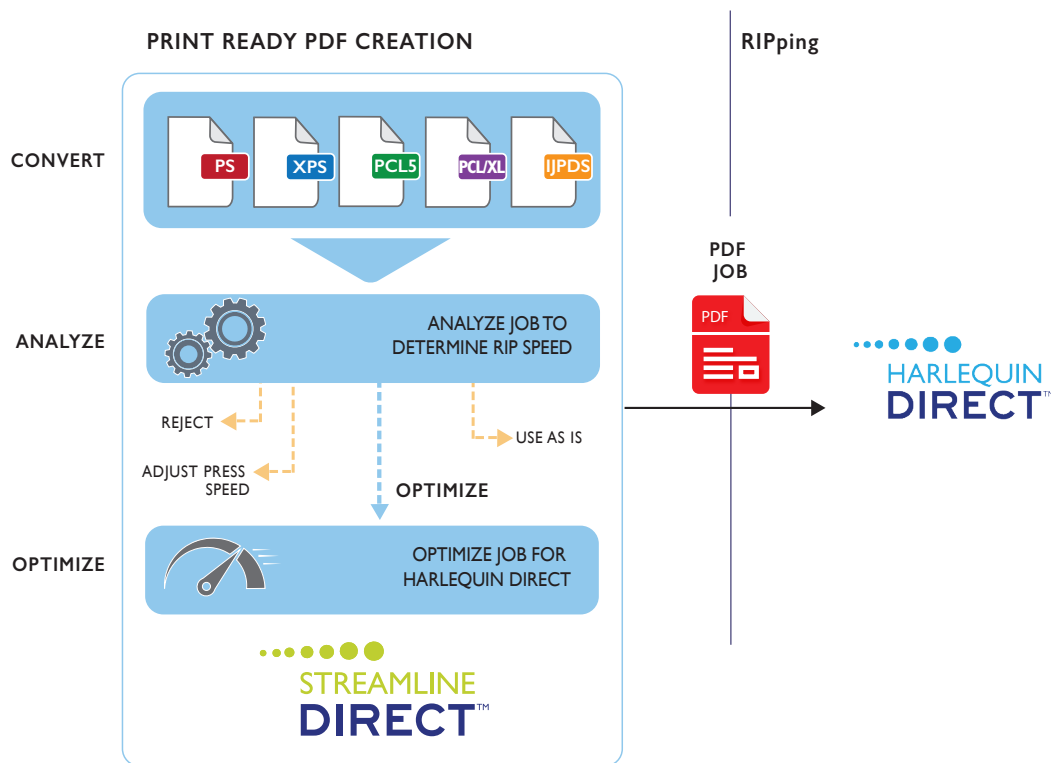 PRINT READY PDF CREATION
RIPping
CONVERT
PS
XPS
PCL5
PCL/XL
IJPDS
PDF
JOB
PDF
ANALYZE
ANALYZE JOB TO
DETERMINE RIP SPEED
HARLEQUIN
DIRECT™
REJECT
USE AS IS
ADJUST PRESS
SPEED
OPTIMIZE
OPTIMIZE
OPTIMIZE JOB FOR
HARLEQUIN DIRECT
STREAMLINE
DIRECT™